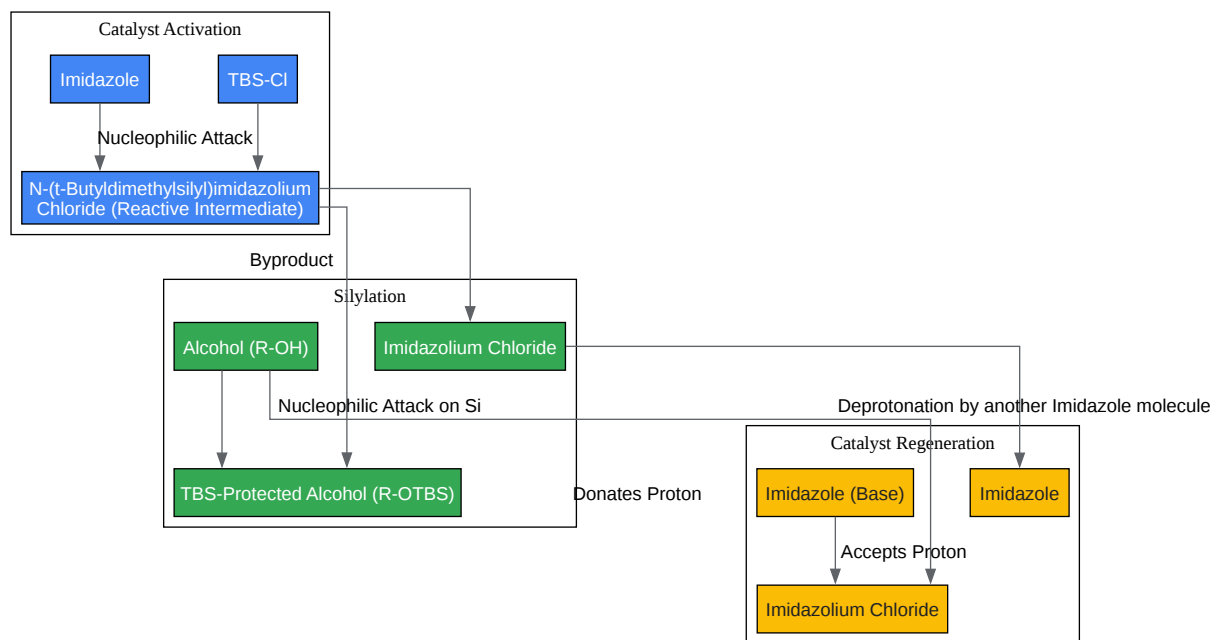 Catalyst Activation
Imidazole
TBS-Cl
Nucleophilic Attack
N-(t-Butyldimethylsilyl)imidazolium
Chloride (Reactive Intermediate)
Byproduct
Silylation
Alcohol (R-OH)
Imidazolium Chloride
Nucleophilic Attack on Si
Deprotonation by another Imidazole molecule
Catalyst Regeneration
TBS-Protected Alcohol (R-OTBS)
Donates Proton
Imidazole (Base)
Imidazole
Accepts Proton
Imidazolium Chloride